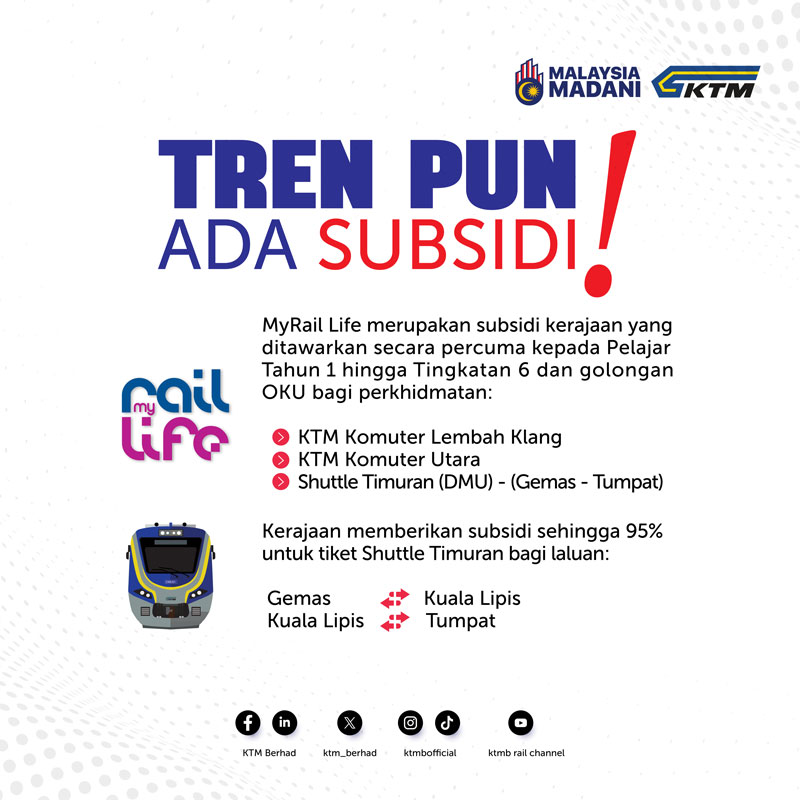 MALAYSIA
MADANI
KTM
TREN PUN
ADA SUBSIDI!
MyRail Life merupakan subsidi kerajaan yang
ditawarkan secara percuma kepada Pelajar
Tahun 1 hingga Tingkatan 6 dan golongan
OKU bagi perkhidmatan:
rail
my
life
KTM Komuter Lembah Klang
KTM Komuter Utara
Shuttle Timuran (DMU) - (Gemas - Tumpat)
Kerajaan memberikan subsidi sehingga 95%
untuk tiket Shuttle Timuran bagi laluan:
Gemas Kuala Lipis
Kuala Lipis Tumpat
KTM Berhad ktm_berhad ktmbofficial ktmb rail channel